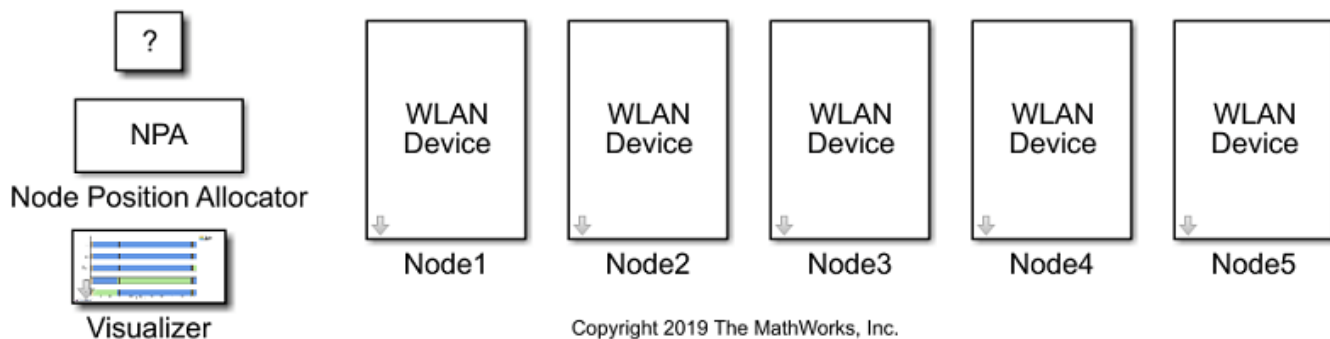 ?
NPA
Node Position Allocator
Visualizer
WLAN
Device
Node1
WLAN
Device
Node2
WLAN
Device
Node3
WLAN
Device
Node4
WLAN
Device
Node5
Copyright 2019 The MathWorks, Inc.